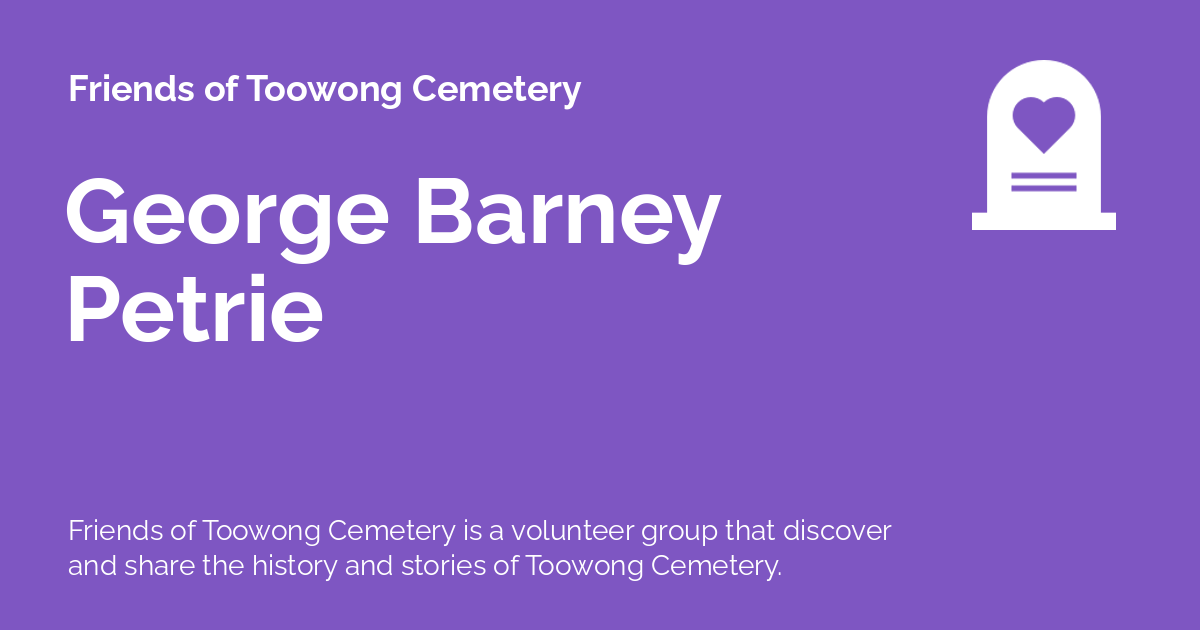 Friends of Toowong Cemetery
George Barney
Petrie
Friends of Toowong Cemetery is a volunteer group that discover
and share the history and stories of Toowong Cemetery.